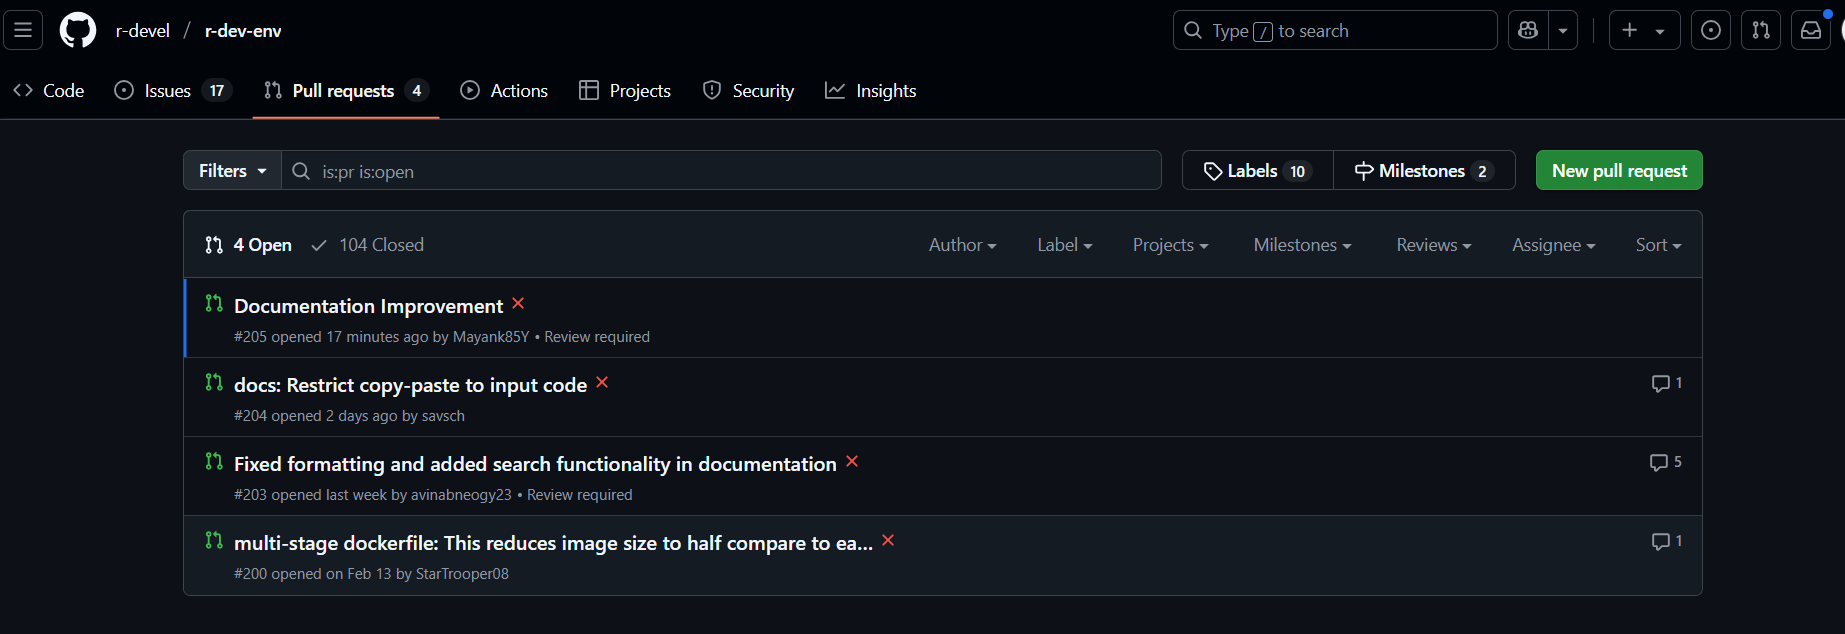 r-devel / r-dev-env
Type / to search
Code Issues 17 Pull requests 4 Actions Projects Security Insights
Filters is:pr is:open Labels 10 Milestones 2 New pull request
4 Open 104 Closed Author Label Projects Milestones Reviews Assignee Sort
Documentation Improvement
#205 opened 17 minutes ago by Mayank85Y • Review required
docs: Restrict copy-paste to input code 1
#204 opened 2 days ago by savsch
Fixed formatting and added search functionality in documentation 5
#203 opened last week by avinabneogy23 • Review required
multi-stage dockerfile: This reduces image size to half compare to ea... 1
#200 opened on Feb 13 by StarTrooper08